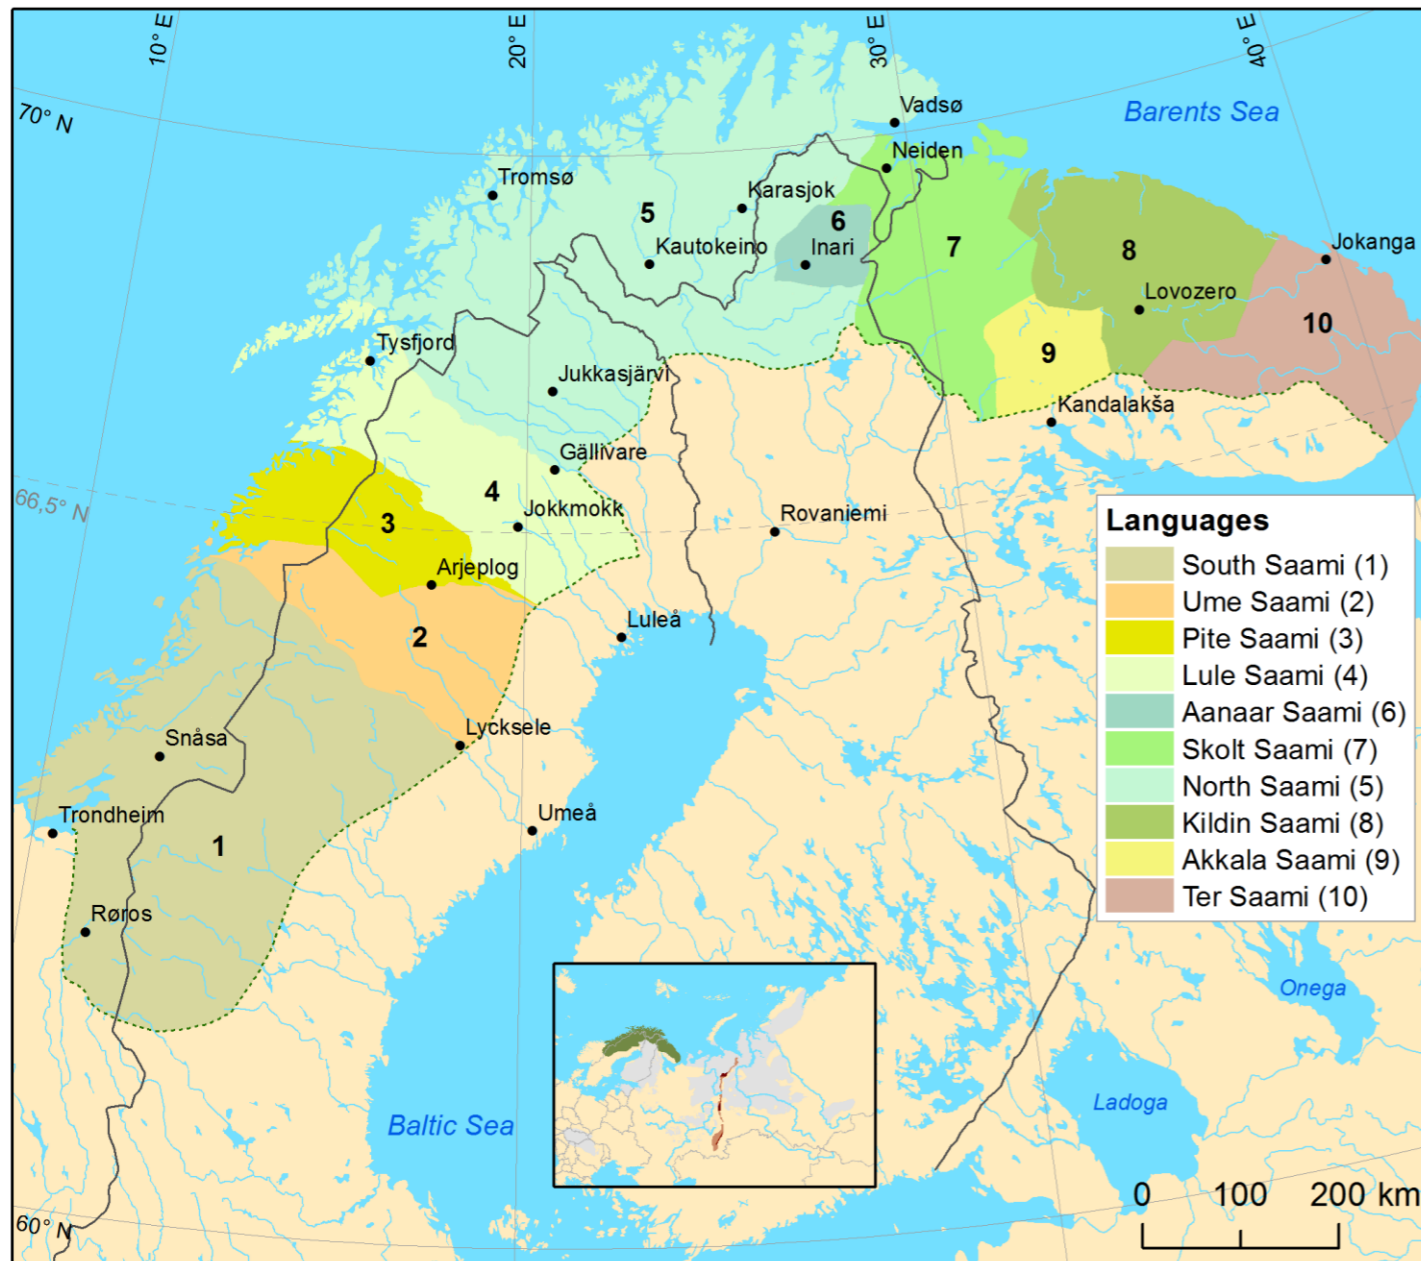 10° E
20° E
30° E
40° E
70° N
Barents Sea
Vadsø
Neiden
Tromsø
Karasjok
5
6
7
8
Kautokeino
Inari
Jokanga
Lovozero
10
Tysfjord
9
Jukkasjärvi
Kandalakša
Gällivare
66,5° N
4
3
Jokkmokk
Rovaniemi
Arjeplog
2
Luleå
Lycksele
Snåsa
Trondheim
Umeå
1
Røros
Languages
South Saami (1)
Ume Saami (2)
Pite Saami (3)
Lule Saami (4)
Aanaar Saami (6)
Skolt Saami (7)
North Saami (5)
Kildin Saami (8)
Akkala Saami (9)
Ter Saami (10)
Onega
Ladoga
Baltic Sea
0 100 200 km
60° N